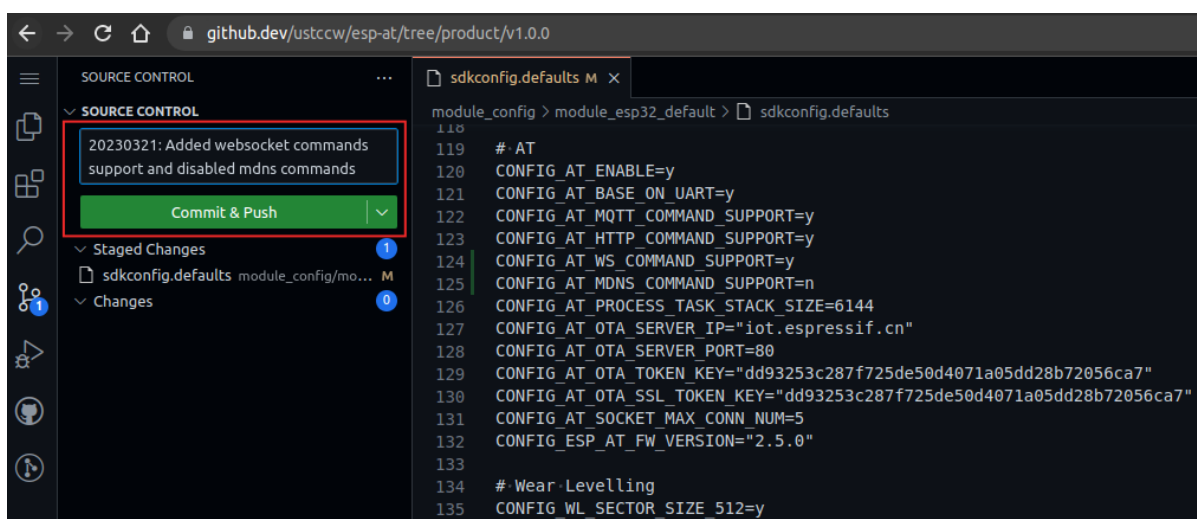 github.dev/ustccw/esp-at/tree/product/v1.0.0
SOURCE CONTROL ...
sdkconfig.defaults M ×
SOURCE CONTROL
module_config > module_esp32_default > sdkconfig.defaults
20230321: Added websocket commands
support and disabled mdns commands
Commit & Push
Staged Changes 1
sdkconfig.defaults module_config/mo... M
Changes 0
1
118
119 # AT
120 CONFIG_AT_ENABLE=y
121 CONFIG_AT_BASE_ON_UART=y
122 CONFIG_AT_MQTT_COMMAND_SUPPORT=y
123 CONFIG_AT_HTTP_COMMAND_SUPPORT=y
124 CONFIG_AT_WS_COMMAND_SUPPORT=y
125 CONFIG_AT_MDNS_COMMAND_SUPPORT=n
126 CONFIG_AT_PROCESS_TASK_STACK_SIZE=6144
127 CONFIG_AT_OTA_SERVER_IP="iot.espressif.cn"
128 CONFIG_AT_OTA_SERVER_PORT=80
129 CONFIG_AT_OTA_TOKEN_KEY="dd93253c287f725de50d4071a05dd28b72056ca7"
130 CONFIG_AT_OTA_SSL_TOKEN_KEY="dd93253c287f725de50d4071a05dd28b72056ca7"
131 CONFIG_AT_SOCKET_MAX_CONN_NUM=5
132 CONFIG_ESP_AT_FW_VERSION="2.5.0"
133
134 # Wear Levelling
135 CONFIG_WL_SECTOR_SIZE_512=y